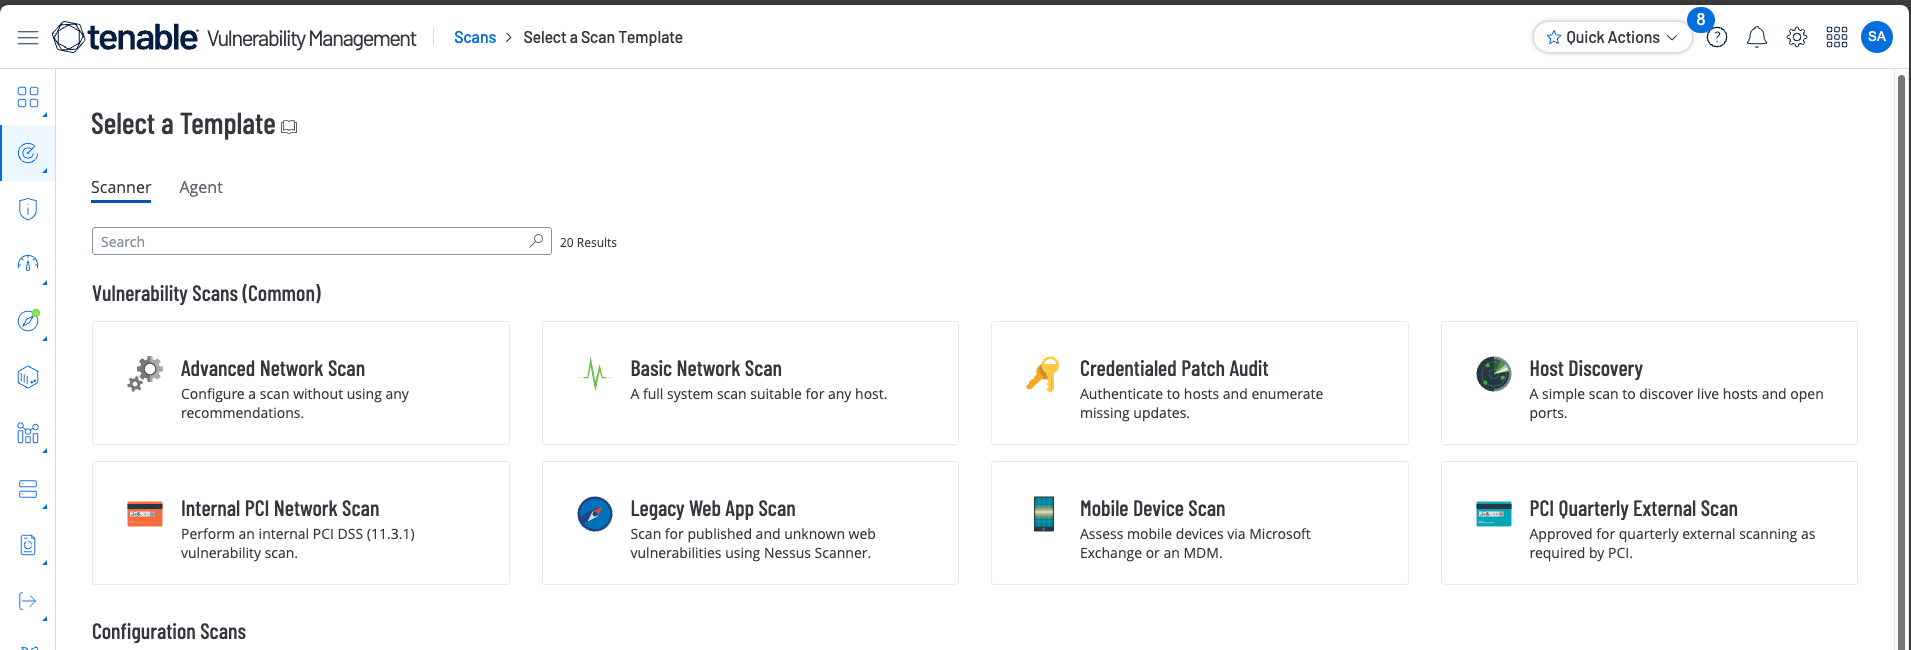 tenable Vulnerability Management
Scans > Select a Scan Template
Quick Actions
8
?
SA
Select a Template
Scanner
Agent
Search
20 Results
Vulnerability Scans (Common)
Advanced Network Scan
Configure a scan without using any
recommendations.
Basic Network Scan
A full system scan suitable for any host.
Credentialed Patch Audit
Authenticate to hosts and enumerate
missing updates.
Host Discovery
A simple scan to discover live hosts and open
ports.
Internal PCI Network Scan
Perform an internal PCI DSS (11.3.1)
vulnerability scan.
Legacy Web App Scan
Scan for published and unknown web
vulnerabilities using Nessus Scanner.
Mobile Device Scan
Assess mobile devices via Microsoft
Exchange or an MDM.
PCI Quarterly External Scan
Approved for quarterly external scanning as
required by PCI.
Configuration Scans